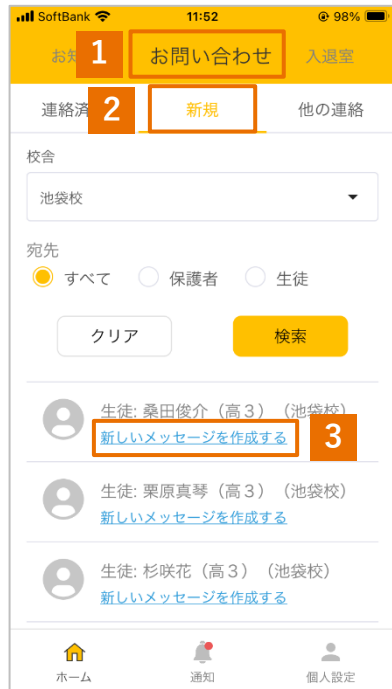 SoftBank 11:52 98%
お知 1 お問い合わせ 入退室
連絡済 2 新規 他の連絡
校舎
池袋校
宛先
すべて 保護者 生徒
クリア 検索
生徒: 桑田俊介（高３）（池袋校）
新しいメッセージを作成する 3
生徒: 栗原真琴（高３）（池袋校）
新しいメッセージを作成する
生徒: 杉咲花（高３）（池袋校）
新しいメッセージを作成する
ホーム 通知 個人設定